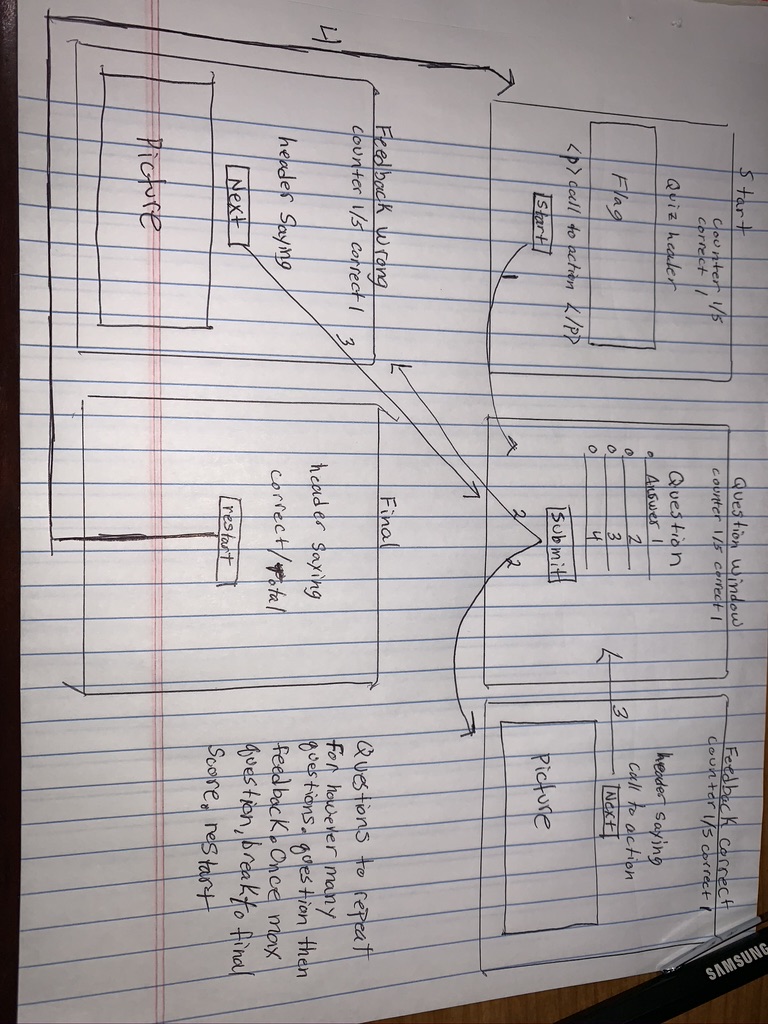 Start
counter 1/5
correct 1
Quiz header
Flag
<p> call to action </p>
Start
1
Question window
counter 1/5 correct 1
Question
Answer 1
2
3
4
Submit
2
2
Feedback correct
counter 1/5 correct 1
header saying
call to action
Next
3
Picture
4
Feedback wrong
counter 1/5 correct 1
header saying
Next
3
Picture
Final
header saying
correct/total
restart
Questions to repeat
for however many
questions. question then
feedback. Once max
question, break to final
Score, restart
SAMSUNG